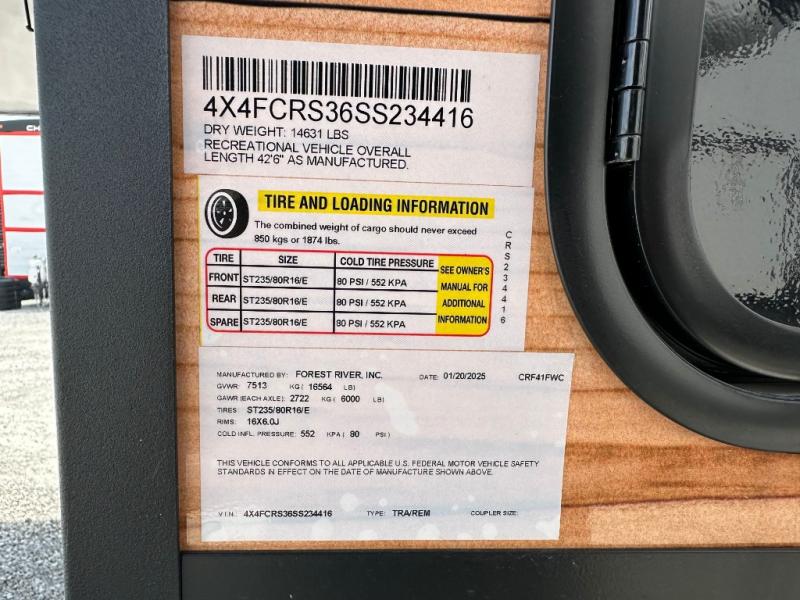 4X4FCRS36SS234416
DRY WEIGHT: 14631 LBS
RECREATIONAL VEHICLE OVERALL
LENGTH 42'6" AS MANUFACTURED.
TIRE AND LOADING INFORMATION
The combined weight of cargo should never exceed
850 kgs or 1874 lbs.
TIRE SIZE COLD TIRE PRESSURE
FRONT ST235/80R16/E 80 PSI / 552 KPA
REAR ST235/80R16/E 80 PSI / 552 KPA
SPARE ST235/80R16/E 80 PSI / 552 KPA
SEE OWNER'S
MANUAL FOR
ADDITIONAL
INFORMATION
CRS234416
MANUFACTURED BY: FOREST RIVER, INC. DATE: 01/20/2025 CRF41FWC
GVWR: 7513 KG ( 16564 LB)
GAWR (EACH AXLE): 2722 KG ( 6000 LB)
TIRES: ST235/80R16/E
RIMS: 16X6.0J
COLD INFL. PRESSURE: 552 KPA ( 80 PSI)
THIS VEHICLE CONFORMS TO ALL APPLICABLE U.S. FEDERAL MOTOR VEHICLE SAFETY
STANDARDS IN EFFECT ON THE DATE OF MANUFACTURE SHOWN ABOVE.
V.I.N.: 4X4FCRS36SS234416 TYPE: TRA/REM COUPLER SIZE: